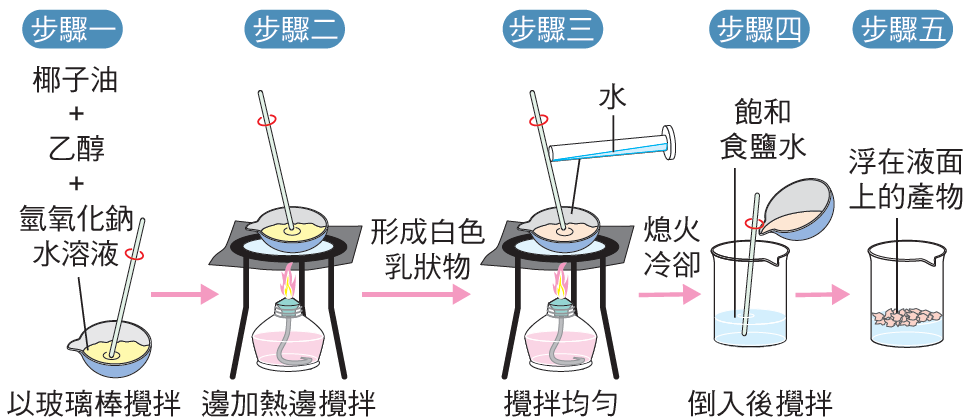 步驟一
步驟二
步驟三
步驟四
步驟五
椰子油
+
乙醇
+
氫氧化鈉
水溶液
形成白色
乳狀物
水
熄火
冷卻
飽和
食鹽水
浮在液面
上的產物
以玻璃棒攪拌
邊加熱邊攪拌
攪拌均勻
倒入後攪拌